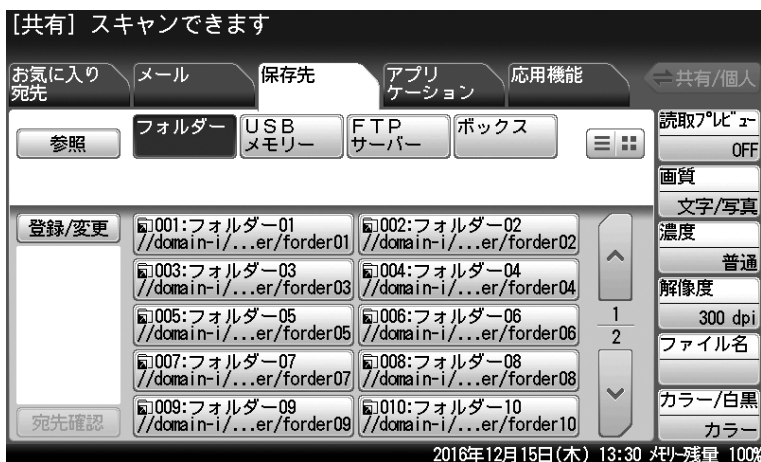 [共有] スキャンできます
お気に入り
宛先
メール
保存先
アプリ
ケーション
応用機能
共有/個人
参照
フォルダー
USB
メモリー
FTP
サーバー
ボックス
登録/変更
001:フォルダー01
//domain-i/...er/forder01
002:フォルダー02
//domain-i/...er/forder02
003:フォルダー03
//domain-i/...er/forder03
004:フォルダー04
//domain-i/...er/forder04
005:フォルダー05
//domain-i/...er/forder05
006:フォルダー06
//domain-i/...er/forder06
007:フォルダー07
//domain-i/...er/forder07
008:フォルダー08
//domain-i/...er/forder08
009:フォルダー09
//domain-i/...er/forder09
010:フォルダー10
//domain-i/...er/forder10
1
2
宛先確認
読取プレビュー
OFF
画質
文字/写真
濃度
普通
解像度
300 dpi
ファイル名
カラー/白黒
カラー
2016年12月15日(木) 13:30 メモリー残量 100%